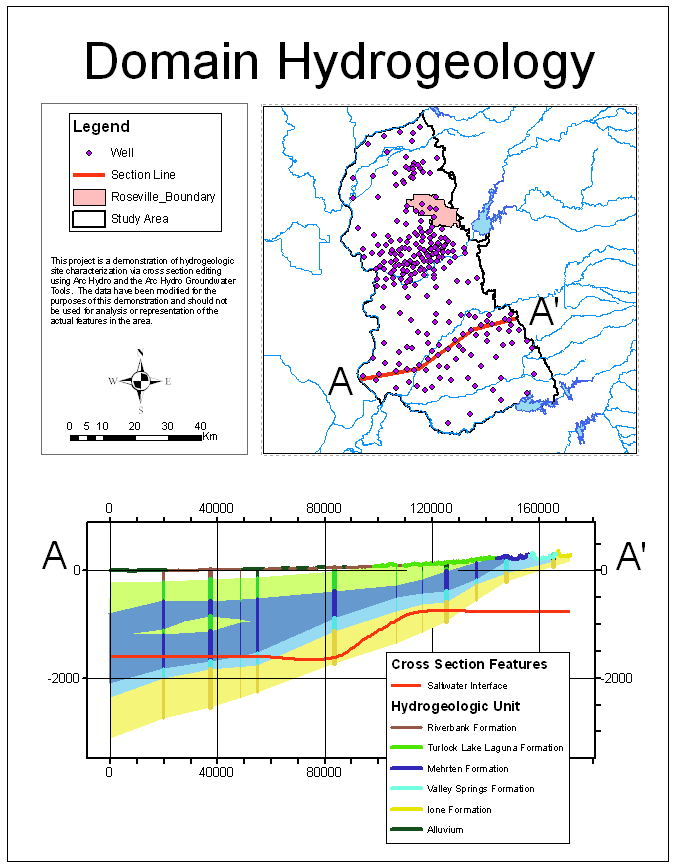 Domain Hydrogeology
Legend
Well
Section Line
Roseville_Boundary
Study Area
This project is a demonstration of hydrogeologic
site characterization via cross section editing
using Arc Hydro and the Arc Hydro Groundwater
Tools. The data have been modified for the
purposes of this demonstration and should not
be used for analysis or representation of the
actual features in the area.
N
W E
S
0 5 10 20 30 40
Km
A'
A
0 40000 80000 120000 160000
A A'
0 0
-2000 -2000
0 40000 80000
Cross Section Features
Saltwater Interface
Hydrogeologic Unit
Riverbank Formation
Turlock Lake Laguna Formation
Mehrten Formation
Valley Springs Formation
Ione Formation
Alluvium